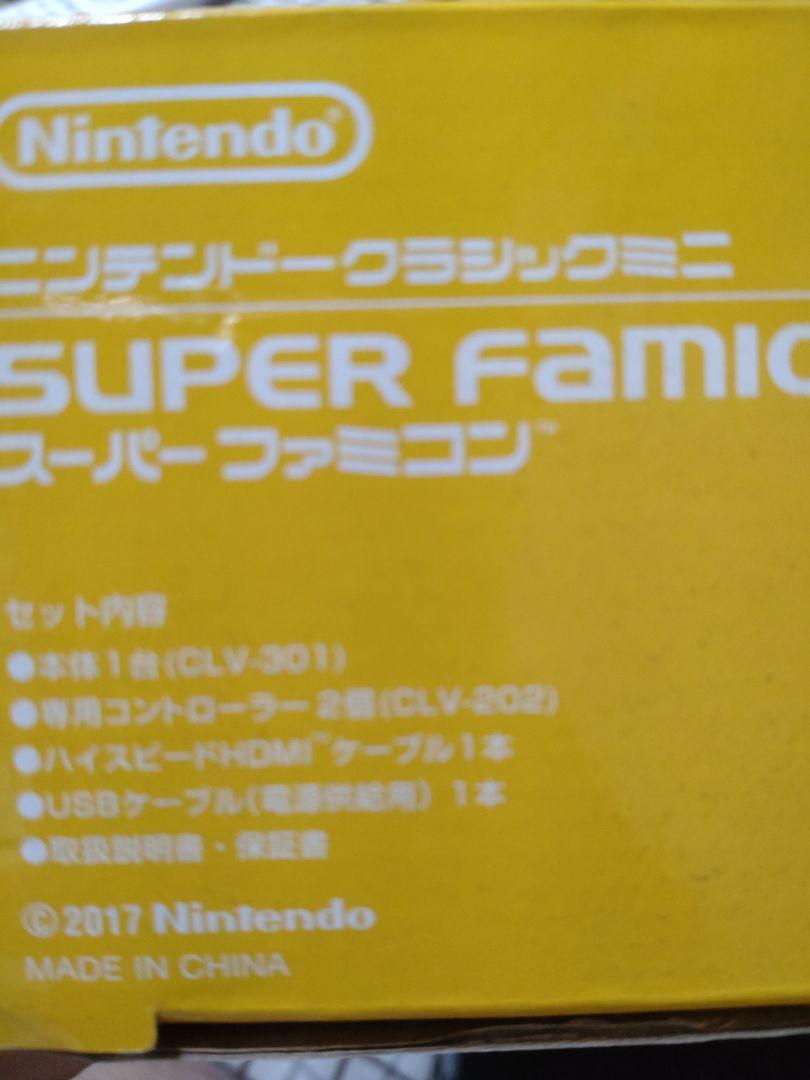 Nintendo®
ニンテンドークラシックミニ
SUPER FAMIC
スーパーファミコン™
セット内容
●本体1台(CLV-301)
●専用コントローラー 2個(CLV-202)
●ハイスピードHDMI™ケーブル1本
●USBケーブル(電源供給用) 1本
●取扱説明書・保証書
©2017 Nintendo
MADE IN CHINA